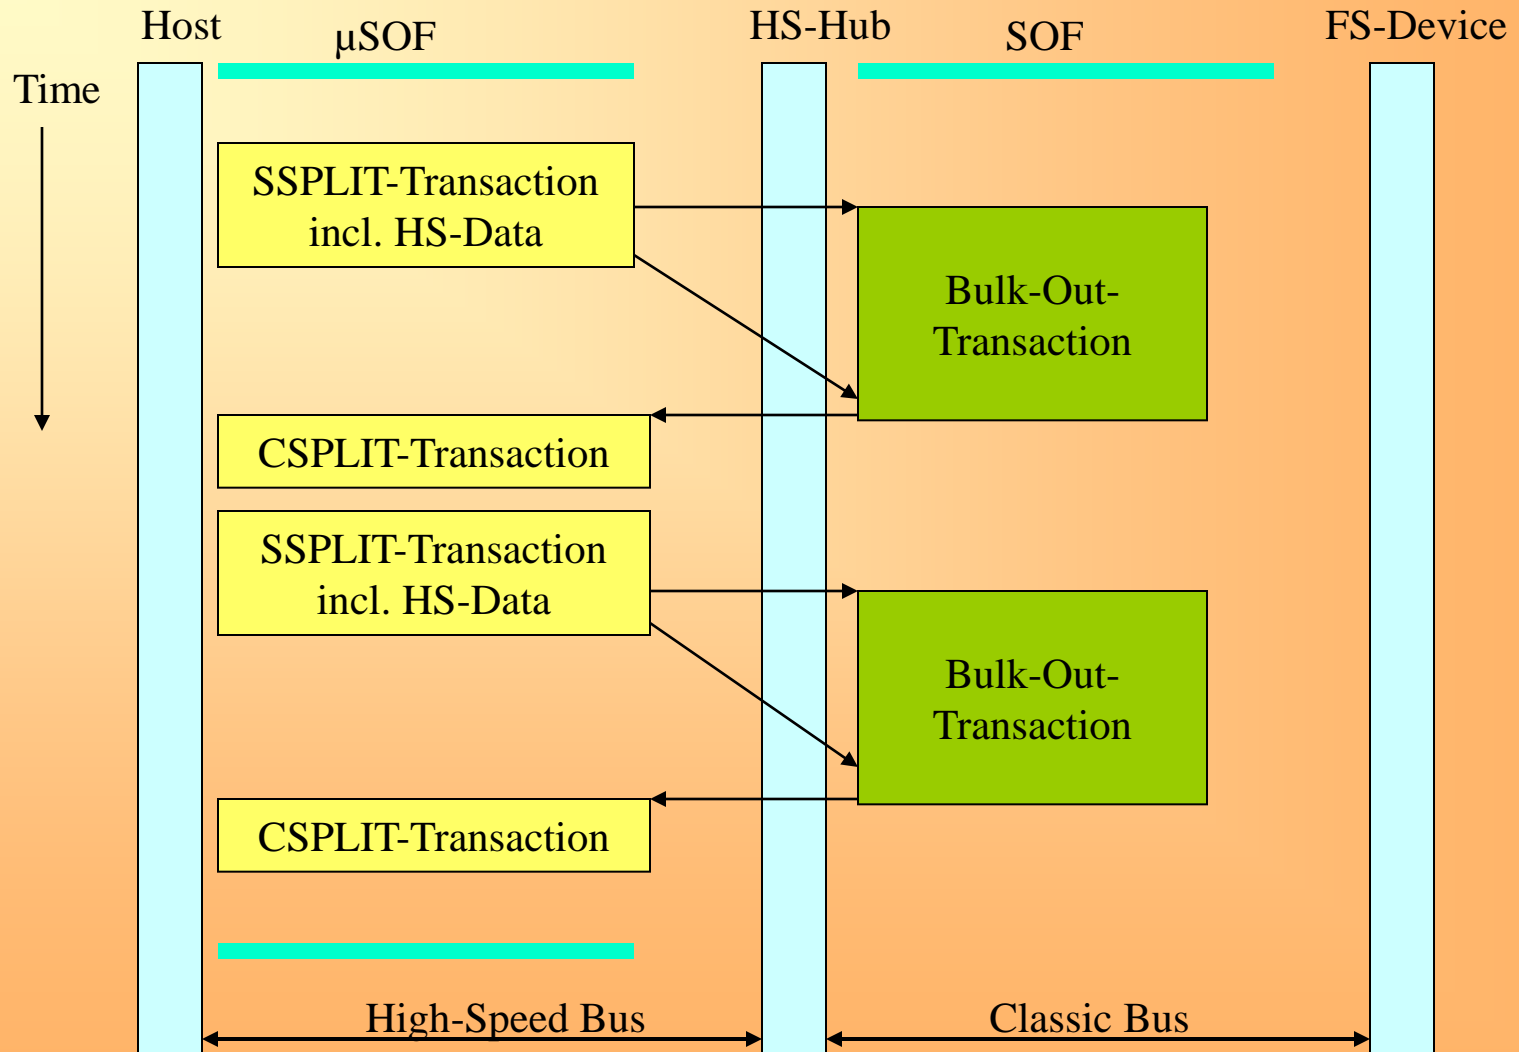 Host
µSOF
HS-Hub
SOF
FS-Device
Time
SSPLIT-Transaction
incl. HS-Data
Bulk-Out-
Transaction
CSPLIT-Transaction
SSPLIT-Transaction
incl. HS-Data
Bulk-Out-
Transaction
CSPLIT-Transaction
High-Speed Bus
Classic Bus